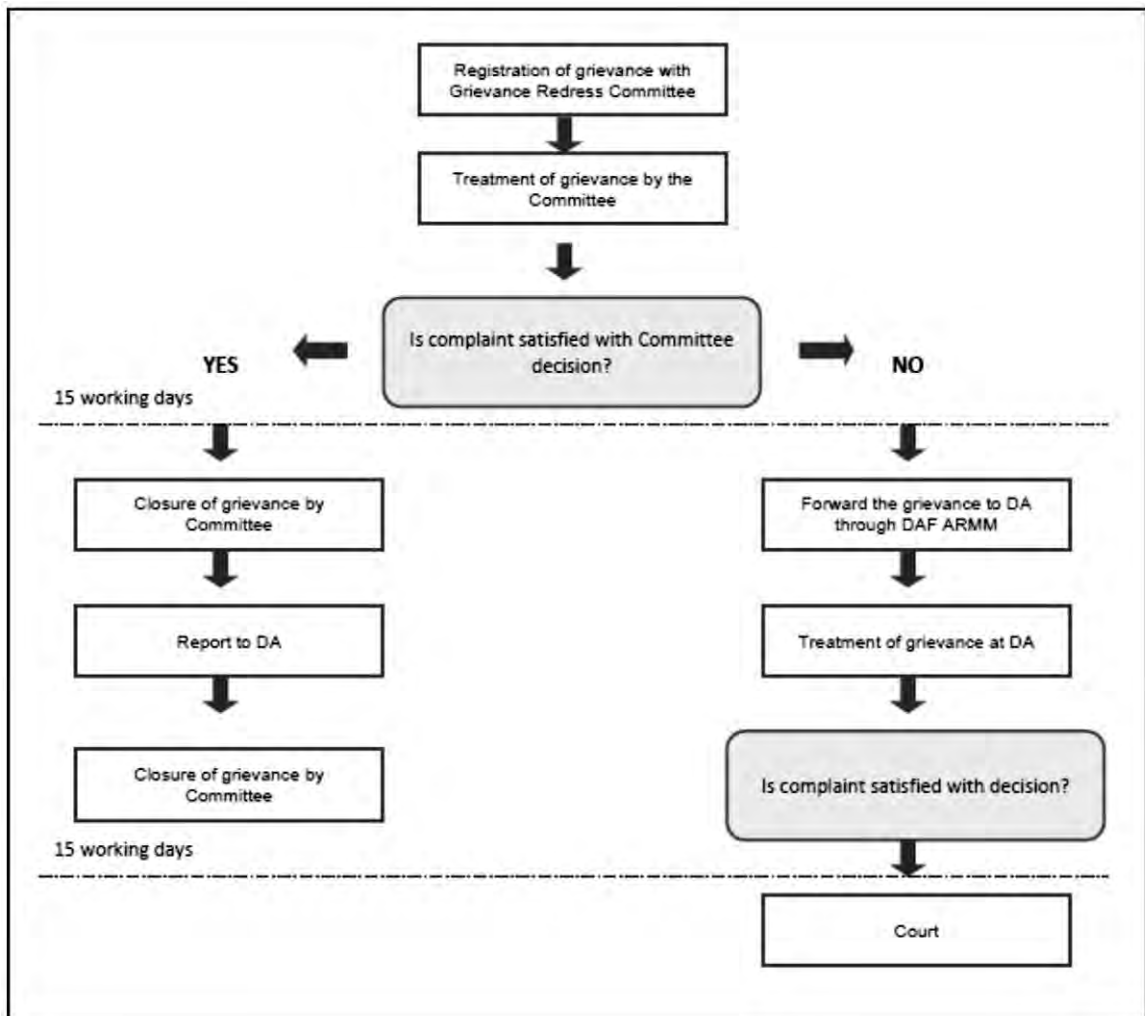 Registration of grievance with
Grievance Redress Committee
Treatment of grievance by the
Committee
Is complaint satisfied with Committee
decision?
YES
NO
15 working days
Closure of grievance by
Committee
Forward the grievance to DA
through DAF ARMM
Report to DA
Treatment of grievance at DA
Closure of grievance by
Committee
Is complaint satisfied with decision?
15 working days
Court